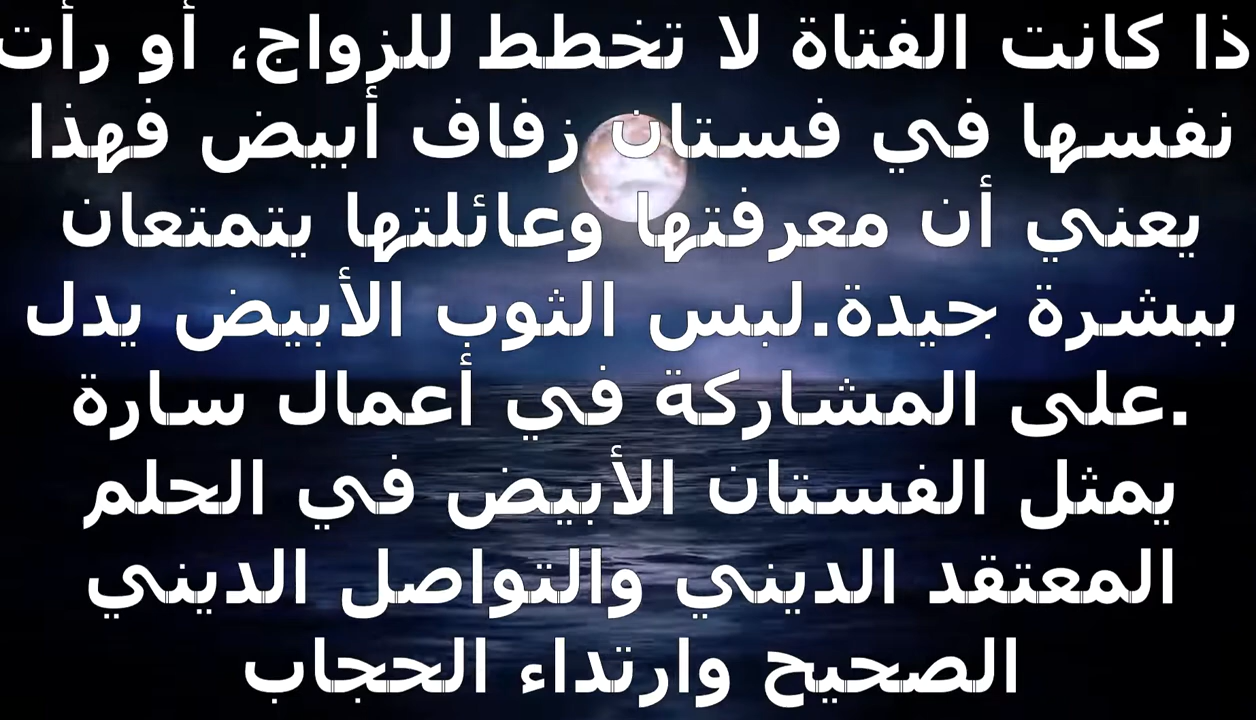 ذا كانت الفتاة لا تخطط للزواج، أو رأت
نفسها في فستان زفاف أبيض فهذا
يعني أن معرفتها وعائلتها يتمتعان
ببشرة جيدة.لبس الثوب الأبيض يدل
.على المشاركة في أعمال سارة
يمثل الفستان الأبيض في الحلم
المعتقد الديني والتواصل الديني
الصحيح وارتداء الحجاب